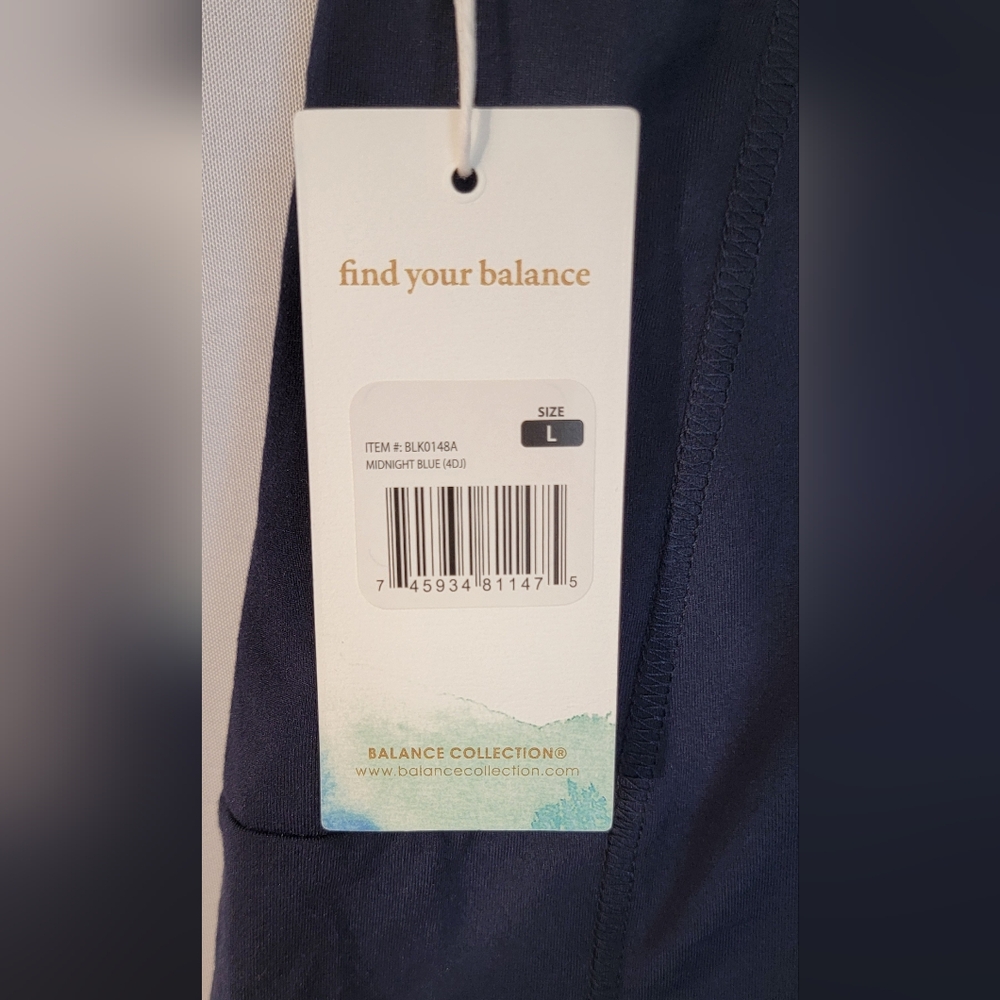 find your balance
SIZE
L
ITEM #: BLK0148A
MIDNIGHT BLUE (4DJ)
7 45934 81147 5
BALANCE COLLECTION®
www.balancecollection.com